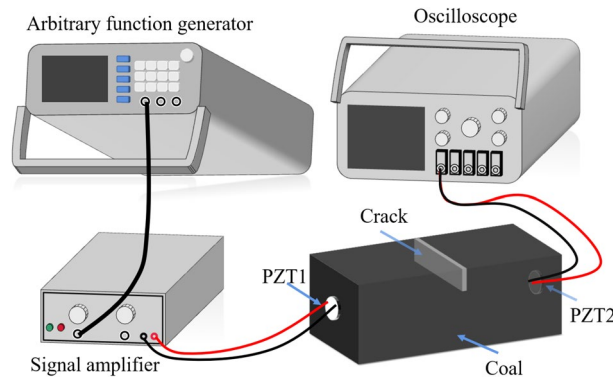 Arbitrary function generator
Oscilloscope
Crack
PZT1
PZT2
Signal amplifier
Coal